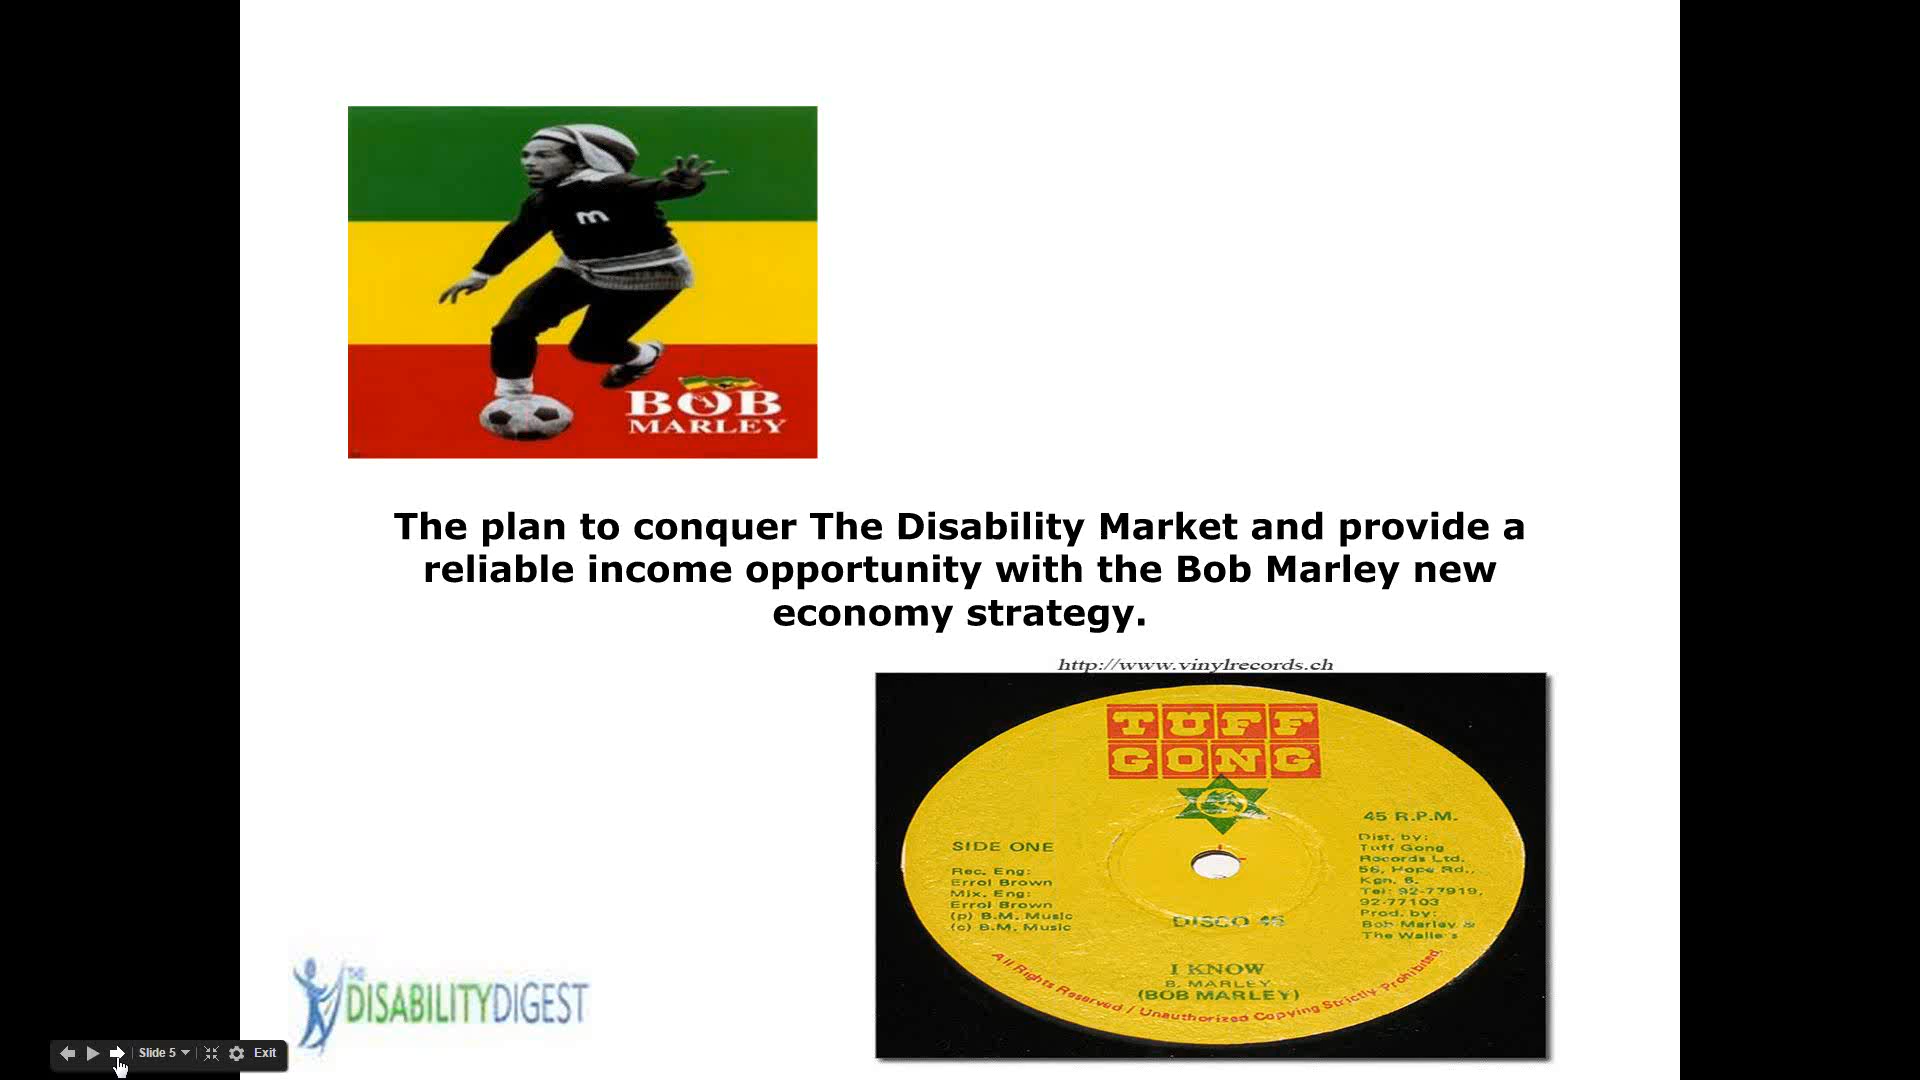 m
BOB
MARLEY
The plan to conquer The Disability Market and provide a
reliable income opportunity with the Bob Marley new
economy strategy.
http://www.vinylrecords.ch
TUFF
GONG
45 R.P.M.
Dist. by:
Tuff Gong
Records Ltd.
56, Hope Rd.,
Kgn. 6.
Tel: 92-77919,
92-77103
Prod. by:
Bob Marley &
The Wailers
SIDE ONE
Rec. Eng:
Errol Brown
Mix. Eng:
Errol Brown
(p) B.M. Music
(c) B.M. Music
DISCO 45
I KNOW
B. MARLEY
(BOB MARLEY)
All Rights Reserved / Unauthorized Copying Strictly Prohibited.
THE
DISABILITYDIGEST
Slide 5
Exit